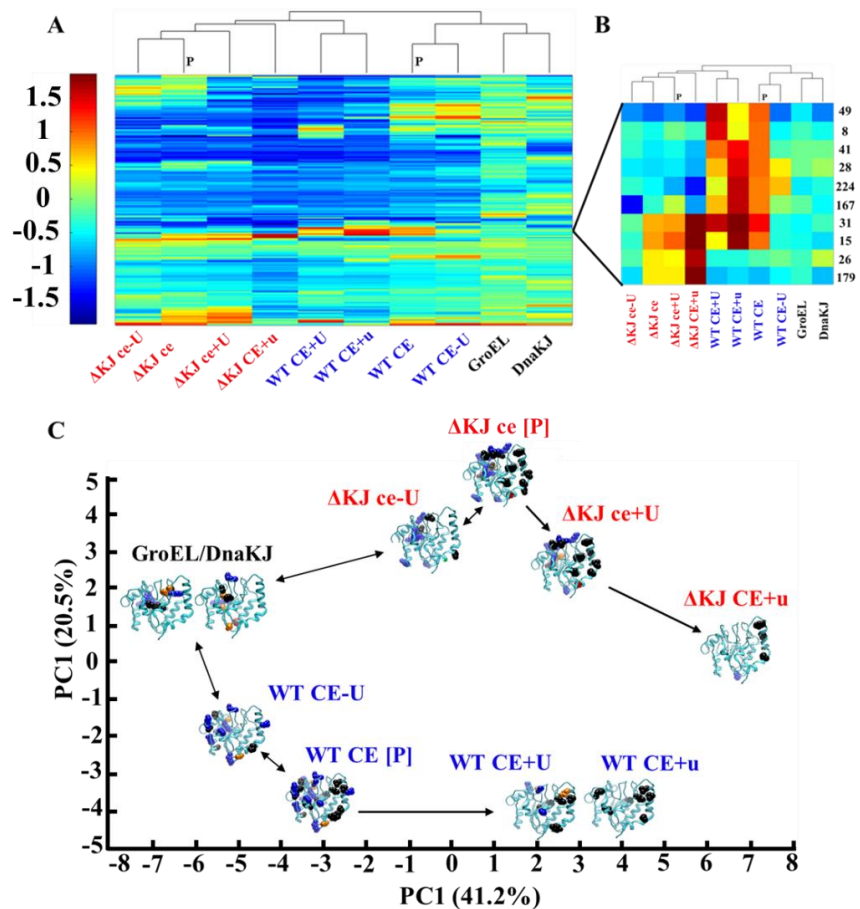 A
B
P
P
1.5
1
0.5
0
-0.5
-1
-1.5
ΔKJ ce-U
ΔKJ ce
ΔKJ ce+U
ΔKJ CE+u
WT CE+U
WT CE+u
WT CE
WT CE-U
GroEL
DnaKJ
P
P
49
8
41
28
224
167
31
15
26
179
ΔKJ ce-U
ΔKJ ce
ΔKJ ce+U
ΔKJ CE+u
WT CE+U
WT CE+u
WT CE
WT CE-U
GroEL
DnaKJ
C
ΔKJ ce [P]
ΔKJ ce-U
ΔKJ ce+U
GroEL/DnaKJ
ΔKJ CE+u
WT CE-U
WT CE [P]
WT CE+U
WT CE+u
PC1 (20.5%)
5
4
3
2
1
0
-1
-2
-3
-4
-5
-8 -7 -6 -5 -4 -3 -2 -1 0 1 2 3 4 5 6 7 8
PC1 (41.2%)